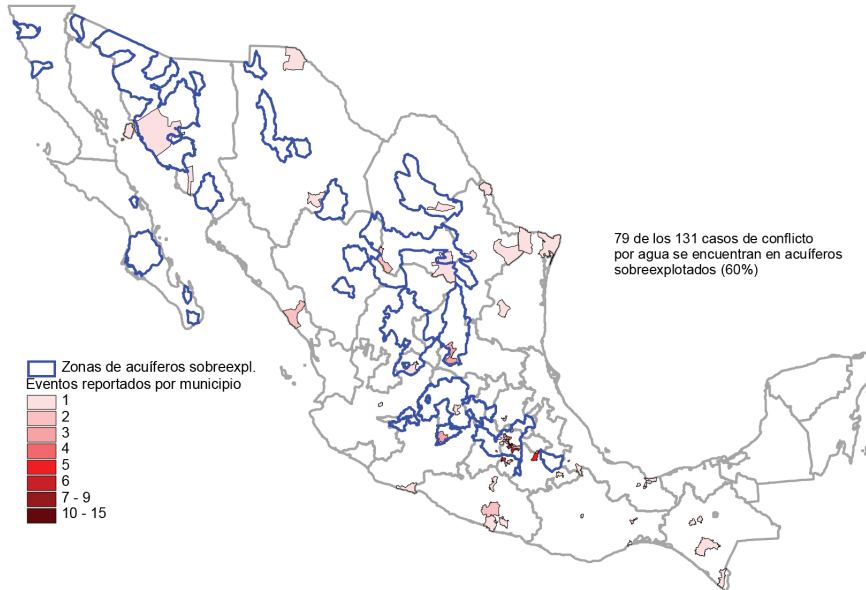 79 de los 131 casos de conflicto
por agua se encuentran en acuíferos
sobreexplotados (60%)
Zonas de acuíferos sobreexpl.
Eventos reportados por municipio
1
2
3
4
5
6
7 - 9
10 - 15